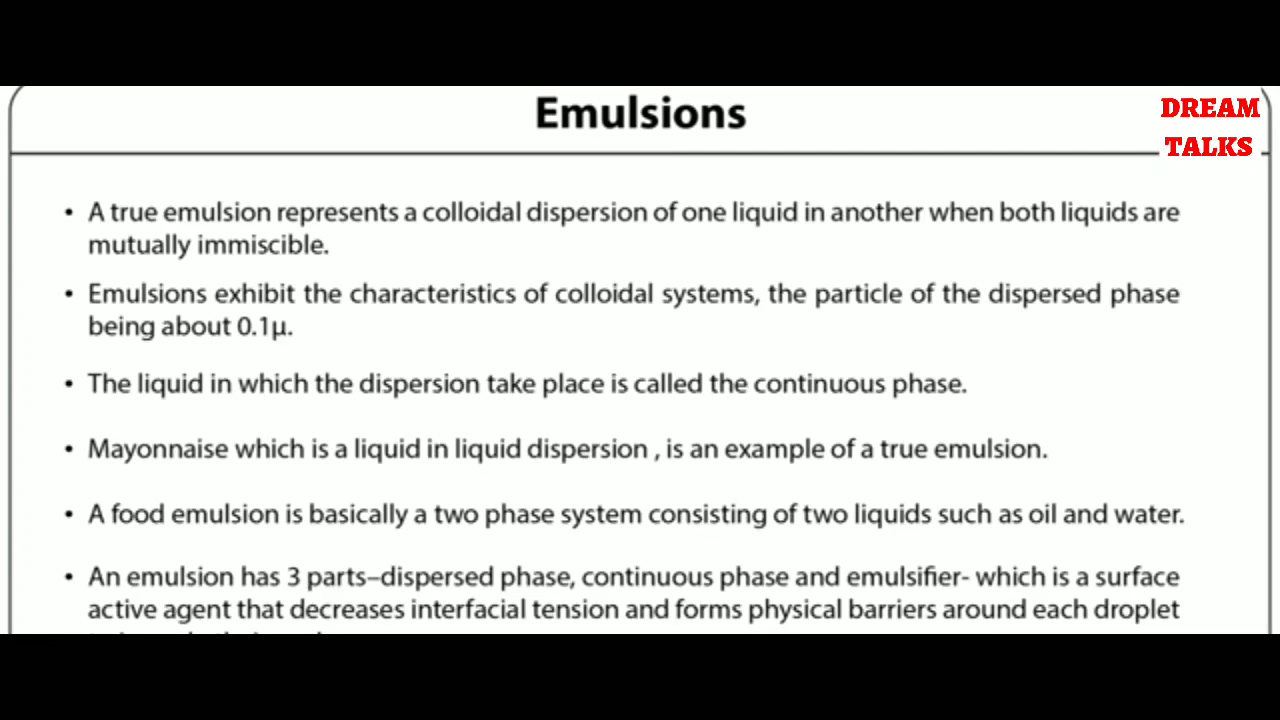 Emulsions
DREAM
TALKS
• A true emulsion represents a colloidal dispersion of one liquid in another when both liquids are
mutually immiscible.
• Emulsions exhibit the characteristics of colloidal systems, the particle of the dispersed phase
being about 0.1µ.
• The liquid in which the dispersion take place is called the continuous phase.
• Mayonnaise which is a liquid in liquid dispersion , is an example of a true emulsion.
• A food emulsion is basically a two phase system consisting of two liquids such as oil and water.
• An emulsion has 3 parts–dispersed phase, continuous phase and emulsifier- which is a surface
active agent that decreases interfacial tension and forms physical barriers around each droplet